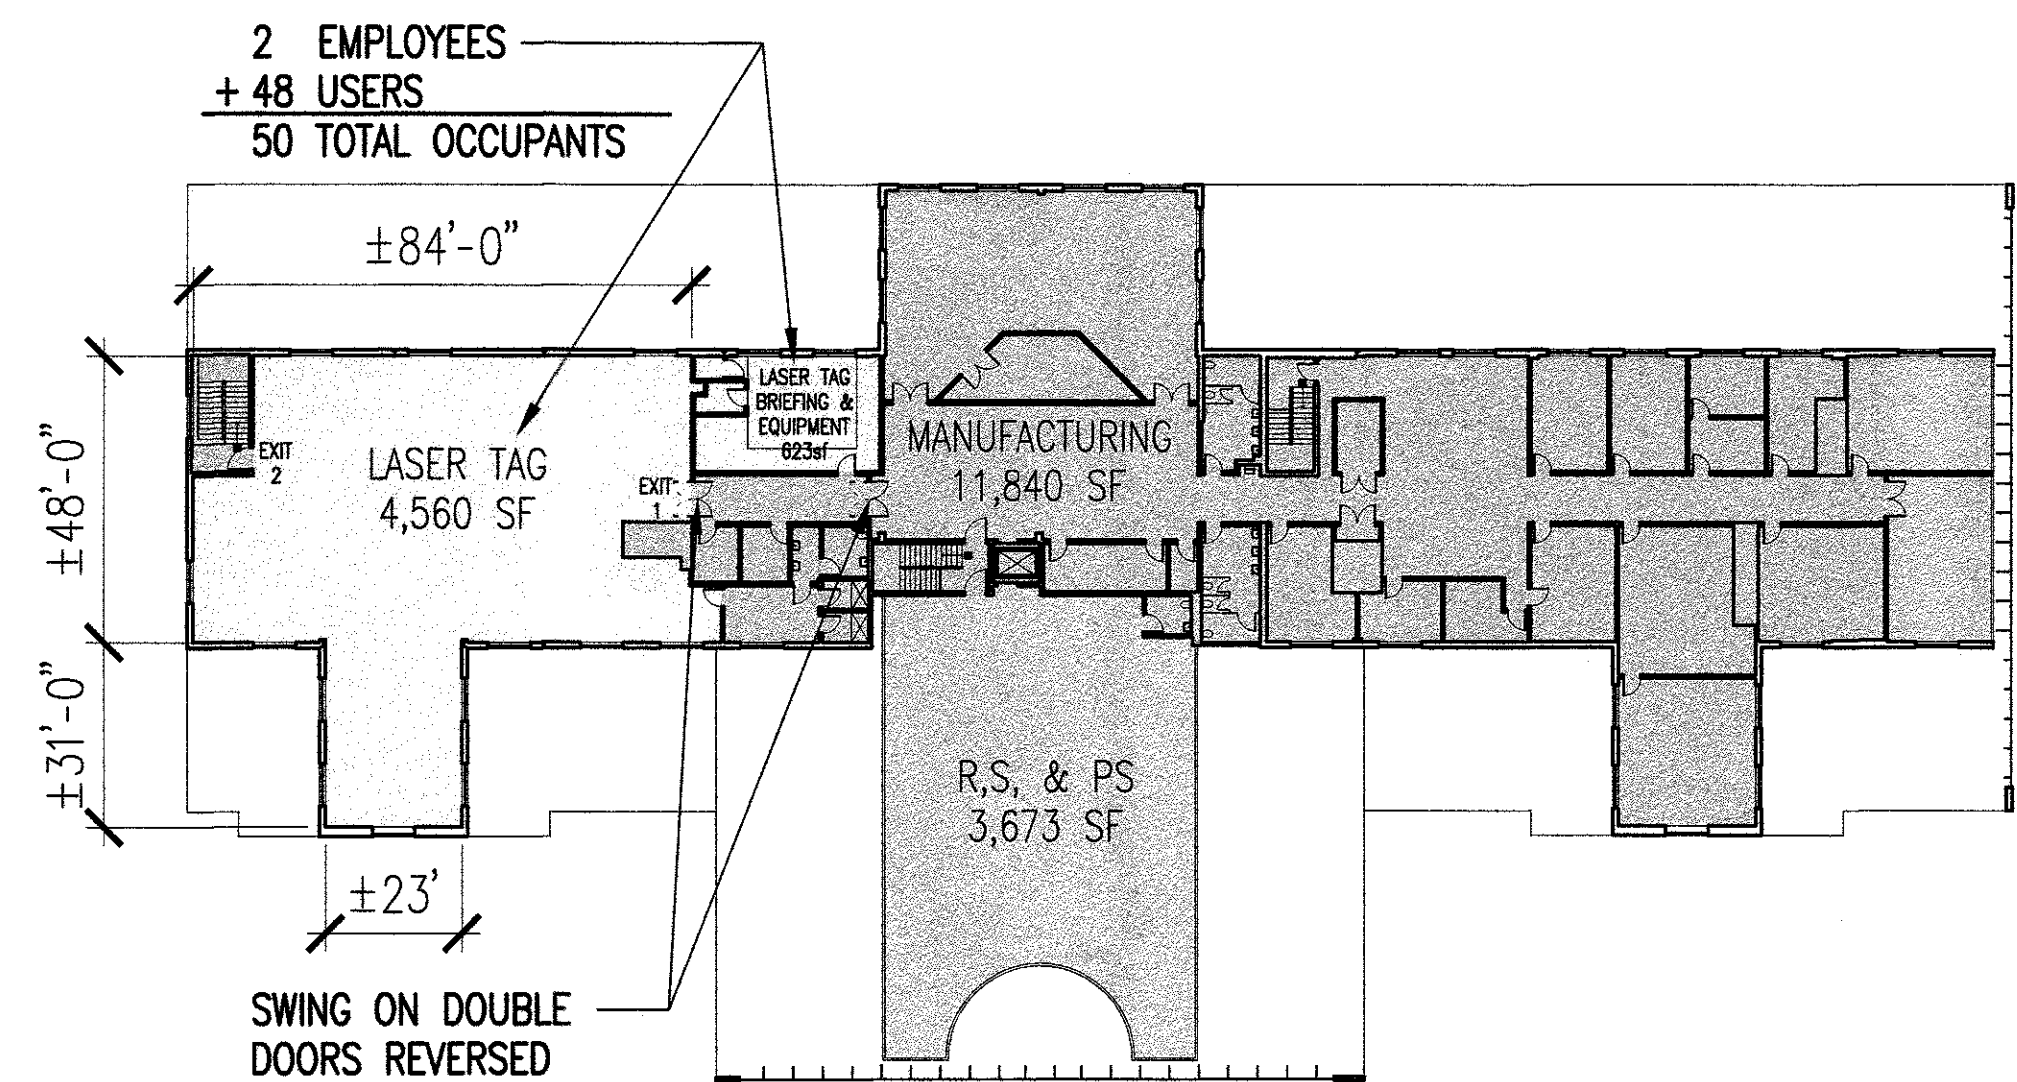 2 EMPLOYEES
+ 48 USERS
50 TOTAL OCCUPANTS
±84'-0"
±48'-0"
±31'-0"
±23'
EXIT
2
LASER TAG
4,560 SF
EXIT
1
LASER TAG
BRIEFING &
EQUIPMENT
623sf
MANUFACTURING
11,840 SF
R,S, & PS
3,673 SF
SWING ON DOUBLE
DOORS REVERSED